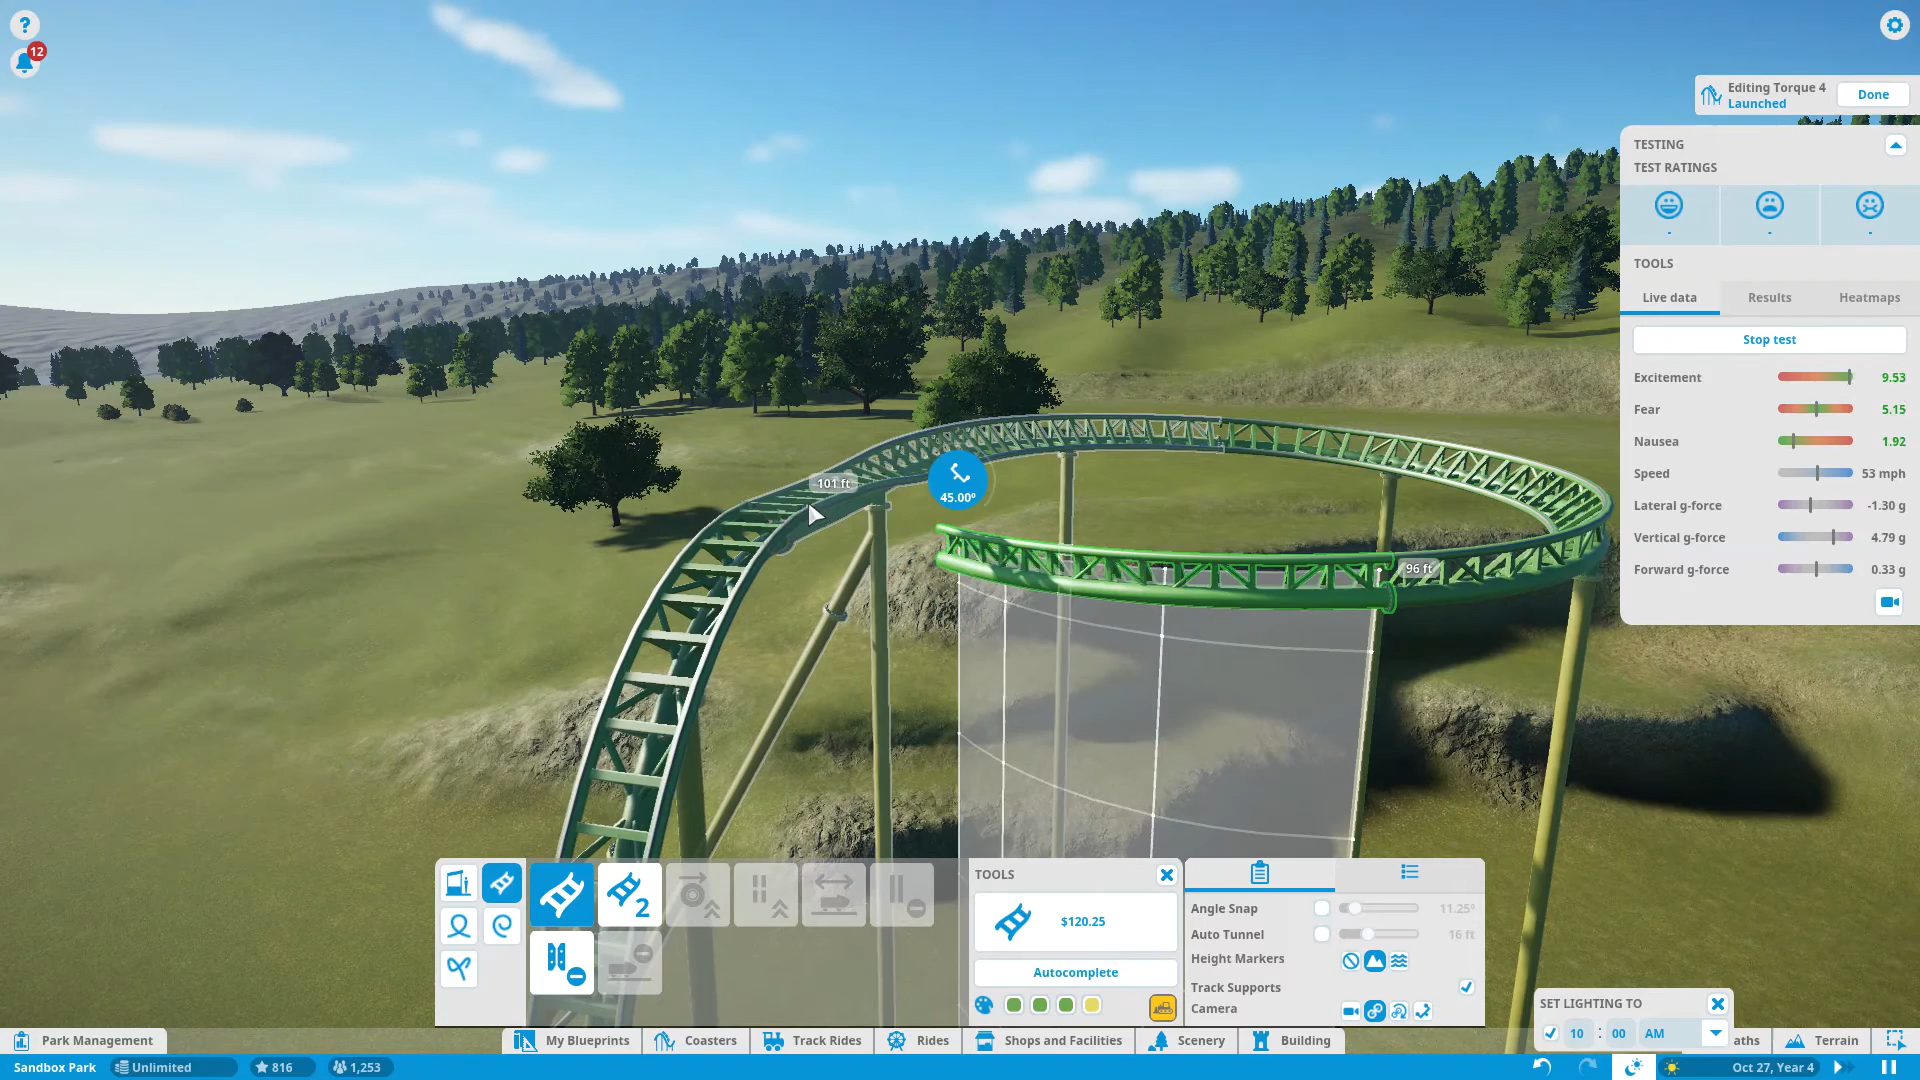 ?
12
Editing Torque 4
Launched
Done
TESTING
TEST RATINGS
- - -
TOOLS
Live data Results Heatmaps
Stop test
Excitement 9.53
Fear 5.15
Nausea 1.92
Speed 53 mph
Lateral g-force -1.30 g
Vertical g-force 4.79 g
Forward g-force 0.33 g
101 ft
45.00°
96 ft
2
TOOLS
$120.25
Autocomplete
Angle Snap 11.25°
Auto Tunnel 16 ft
Height Markers
Track Supports
Camera
SET LIGHTING TO
10 : 00 AM
Park Management
My Blueprints
Coasters
Track Rides
Rides
Shops and Facilities
Scenery
Building
aths
Terrain
Sandbox Park
Unlimited
816
1,253
Oct 27, Year 4